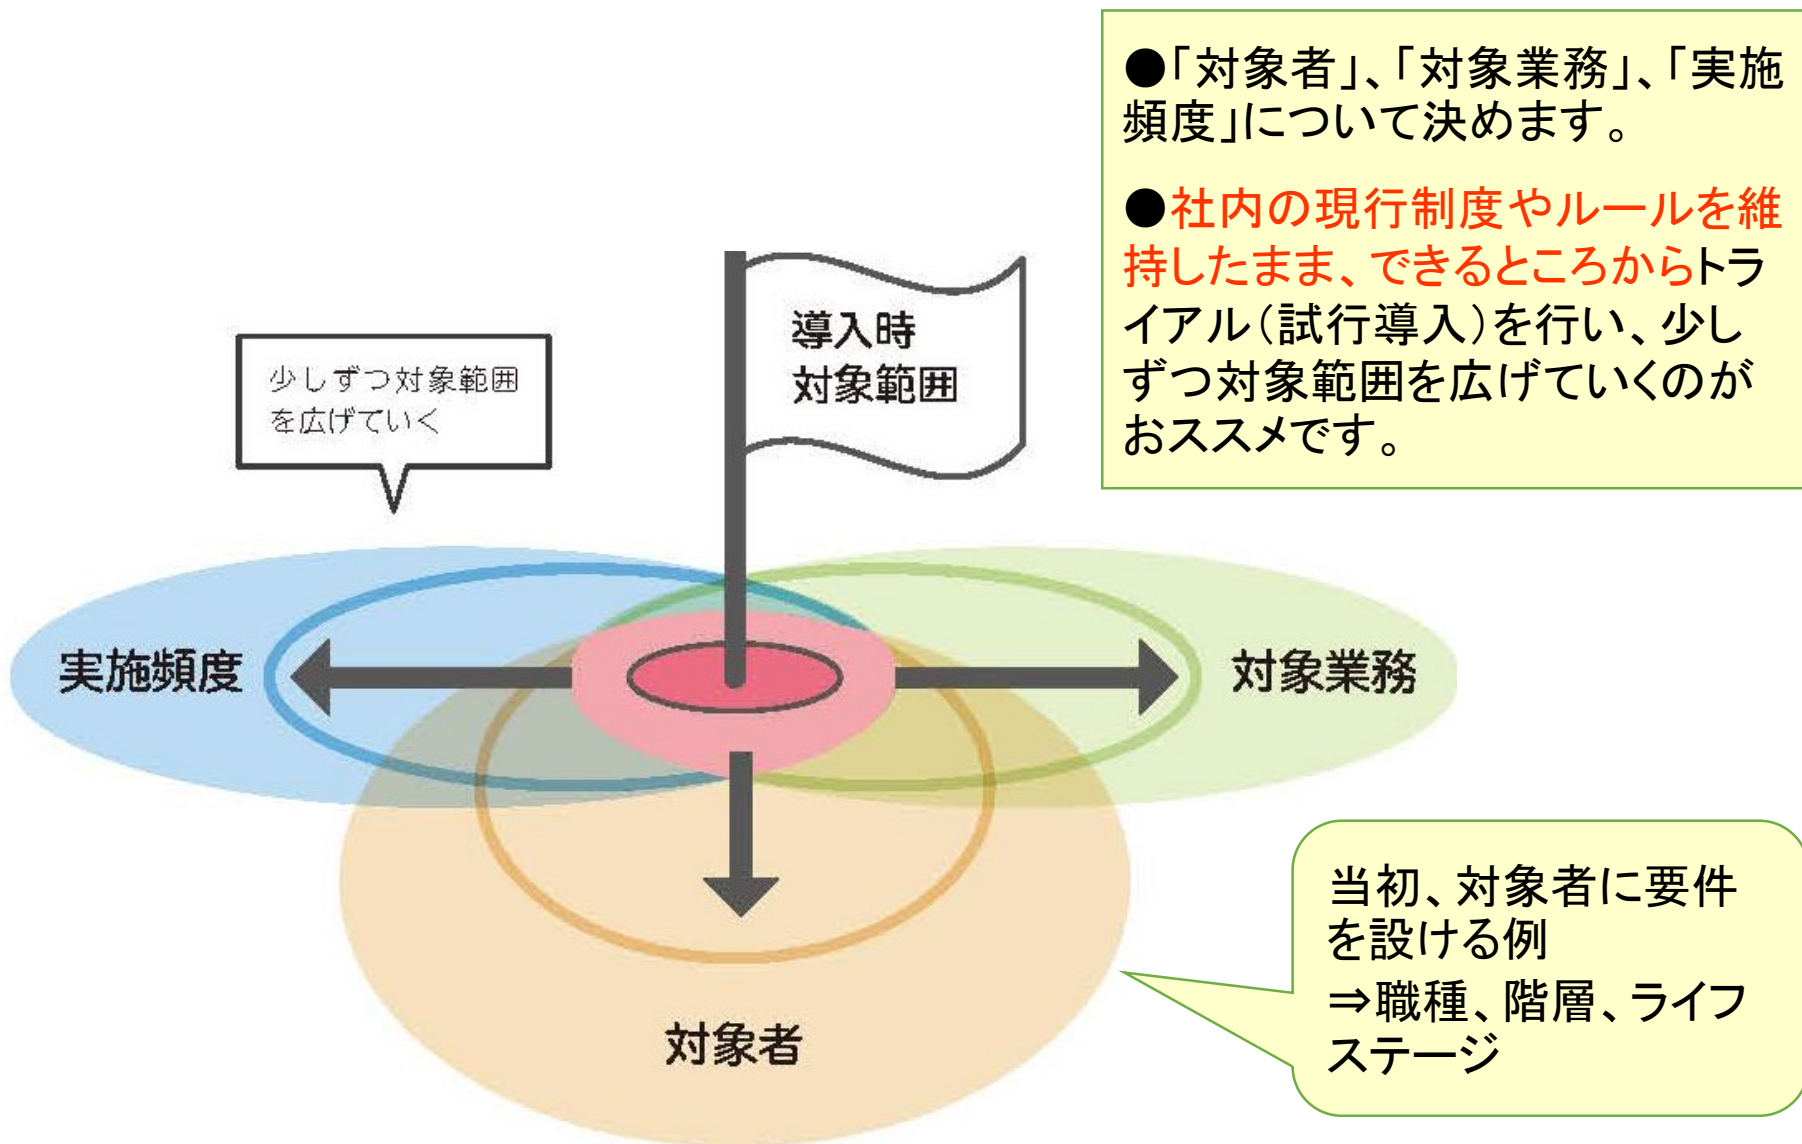 ●「対象者」、「対象業務」、「実施
頻度」について決めます。
●社内の現行制度やルールを維
持したまま、できるところからトラ
イアル（試行導入）を行い、少し
ずつ対象範囲を広げていくのが
おススメです。
導入時
対象範囲
少しずつ対象範囲
を広げていく
実施頻度
対象業務
対象者
当初、対象者に要件
を設ける例
⇒職種、階層、ライフ
ステージ